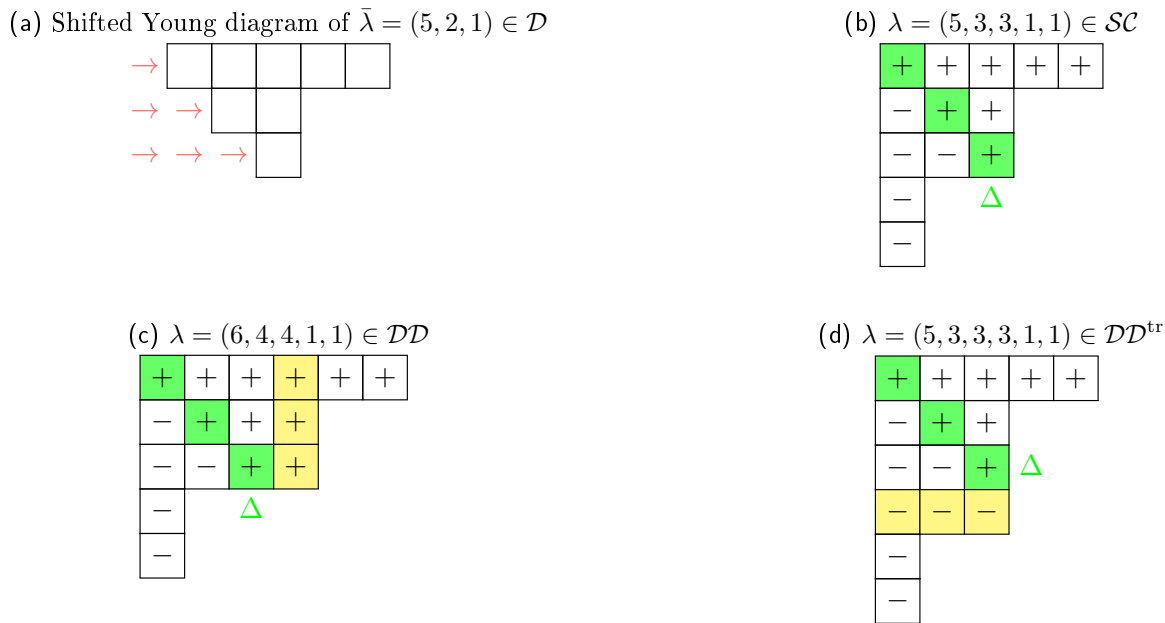 (a) Shifted Young diagram of λ̄ = (5, 2, 1) ∈ 𝒟
→
→ →
→ → →
(b) λ = (5, 3, 3, 1, 1) ∈ 𝒮𝒞
+ + + + +
− + +
− − +
− Δ
−
(c) λ = (6, 4, 4, 1, 1) ∈ 𝒟𝒟
+ + + + + +
− + + +
− − + +
− Δ
−
(d) λ = (5, 3, 3, 3, 1, 1) ∈ 𝒟𝒟^tr
+ + + + +
− + +
− − + Δ
− − −
−
−